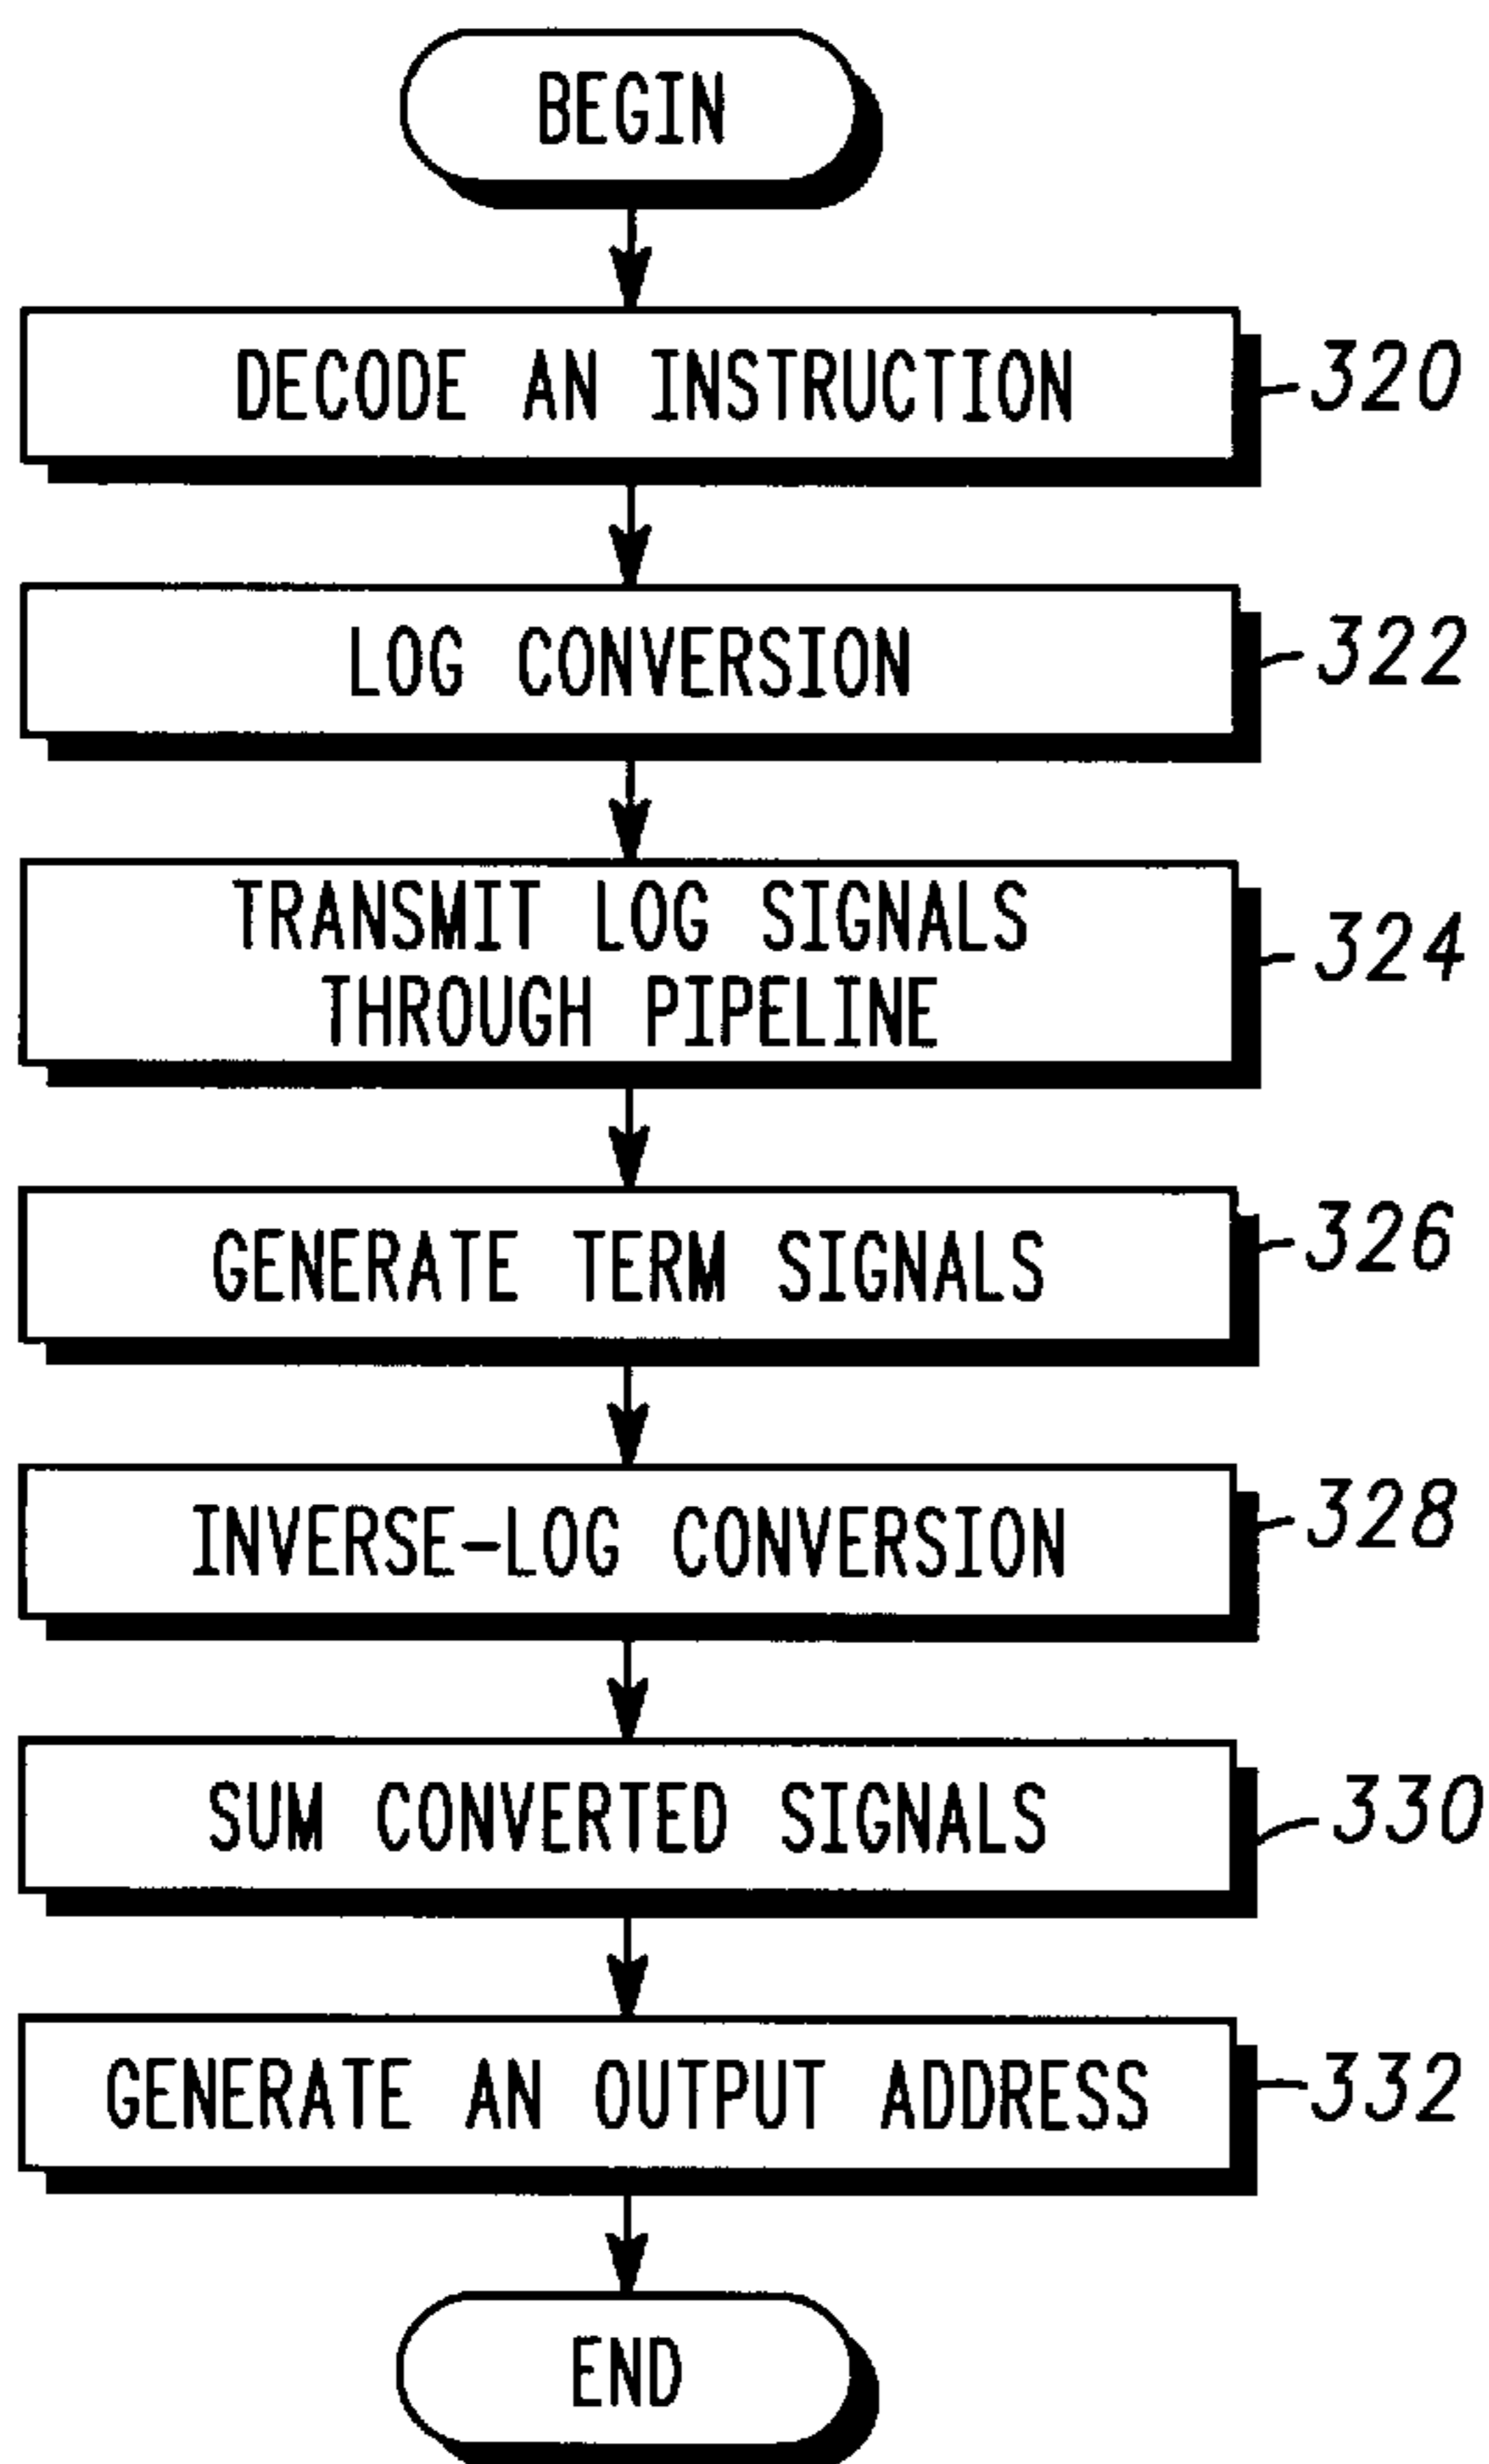 BEGIN
DECODE AN INSTRUCTION
320
LOG CONVERSION
322
TRANSMIT LOG SIGNALS
THROUGH PIPELINE
324
GENERATE TERM SIGNALS
326
INVERSE-LOG CONVERSION
328
SUM CONVERTED SIGNALS
330
GENERATE AN OUTPUT ADDRESS
332
END